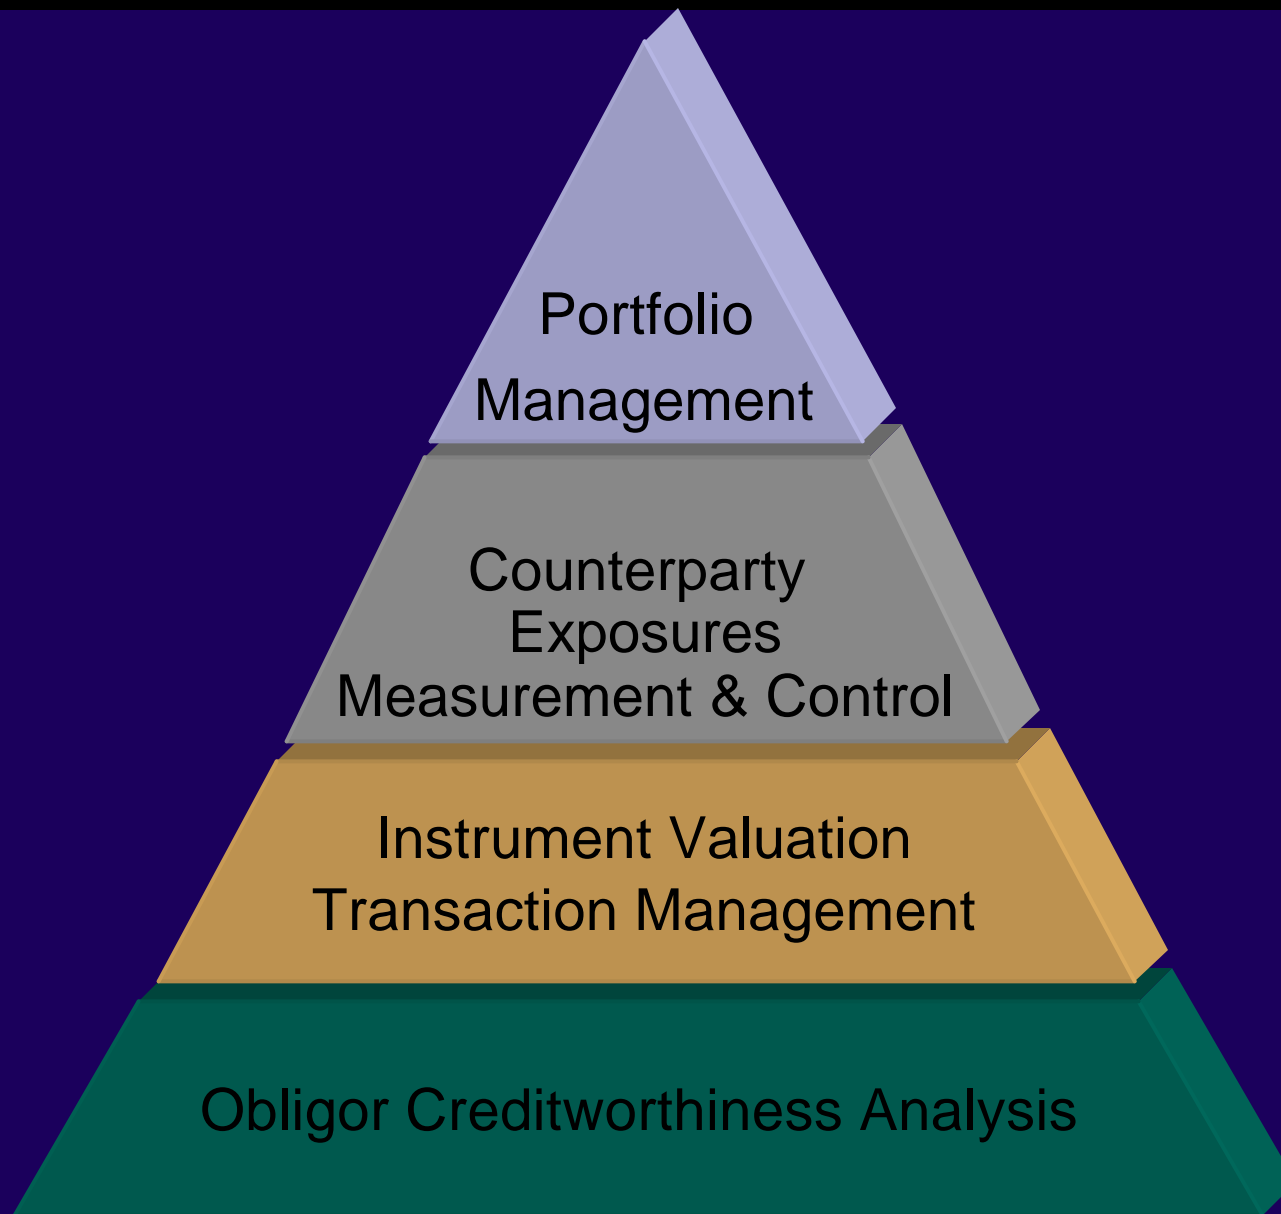 Portfolio
Management
Counterparty
Exposures
Measurement & Control
Instrument Valuation
Transaction Management
Obligor Creditworthiness Analysis